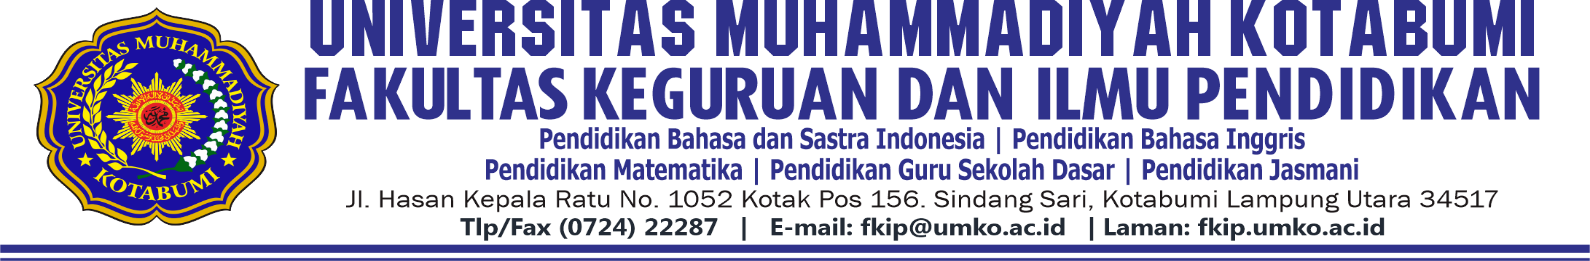 UNIVERSITAS MUHAMMADIYAH KOTABUMI
FAKULTAS KEGURUAN DAN ILMU PENDIDIKAN
Pendidikan Bahasa dan Sastra Indonesia | Pendidikan Bahasa Inggris
Pendidikan Matematika | Pendidikan Guru Sekolah Dasar | Pendidikan Jasmani
Jl. Hasan Kepala Ratu No. 1052 Kotak Pos 156. Sindang Sari, Kotabumi Lampung Utara 34517
Tlp/Fax (0724) 22287 | E-mail: fkip@umko.ac.id | Laman: fkip.umko.ac.id
UNIVERSITAS MUHAMMADIYAH
KOTABUMI